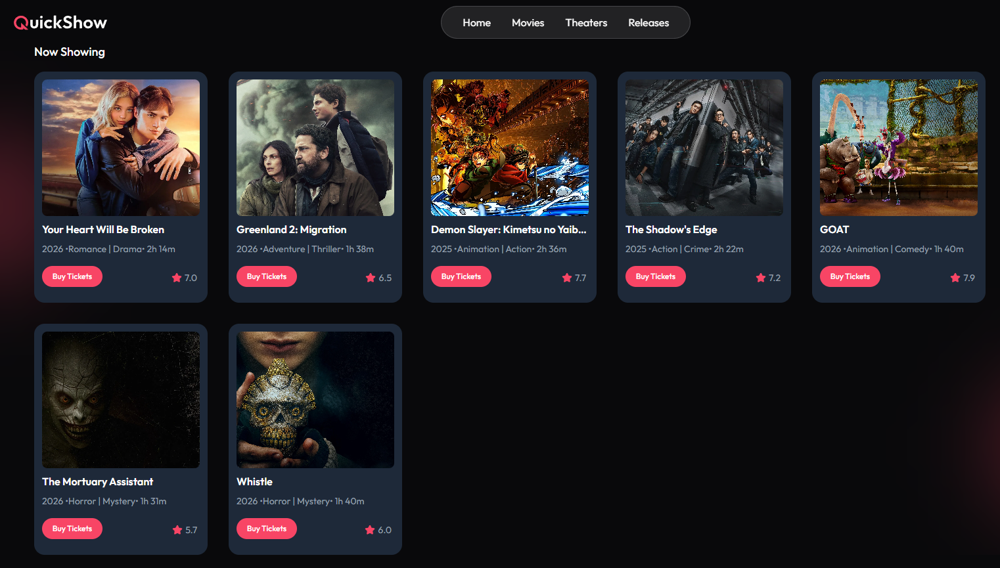 QuickShow
Home Movies Theaters Releases
Now Showing
Your Heart Will Be Broken
2026 •Romance | Drama• 2h 14m
Buy Tickets 7.0
Greenland 2: Migration
2026 •Adventure | Thriller• 1h 38m
Buy Tickets 6.5
Demon Slayer: Kimetsu no Yaib...
2025 •Animation | Action• 2h 36m
Buy Tickets 7.7
The Shadow's Edge
2025 •Action | Crime• 2h 22m
Buy Tickets 7.2
GOAT
2026 •Animation | Comedy• 1h 40m
Buy Tickets 7.9
The Mortuary Assistant
2026 •Horror | Mystery• 1h 31m
Buy Tickets 5.7
Whistle
2026 •Horror | Mystery• 1h 40m
Buy Tickets 6.0